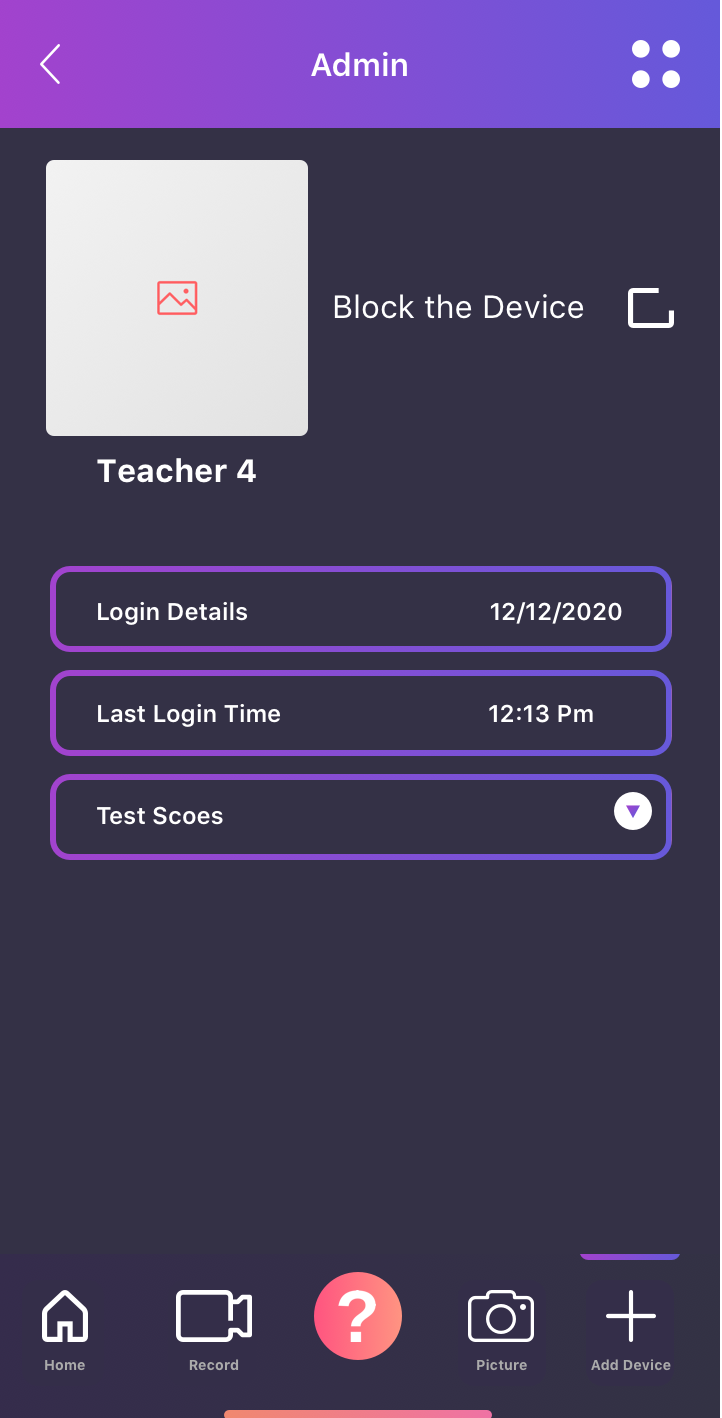 Admin
Block the Device
Teacher 4
Login Details 12/12/2020
Last Login Time 12:13 Pm
Test Scoes
?
Home Record Picture Add Device